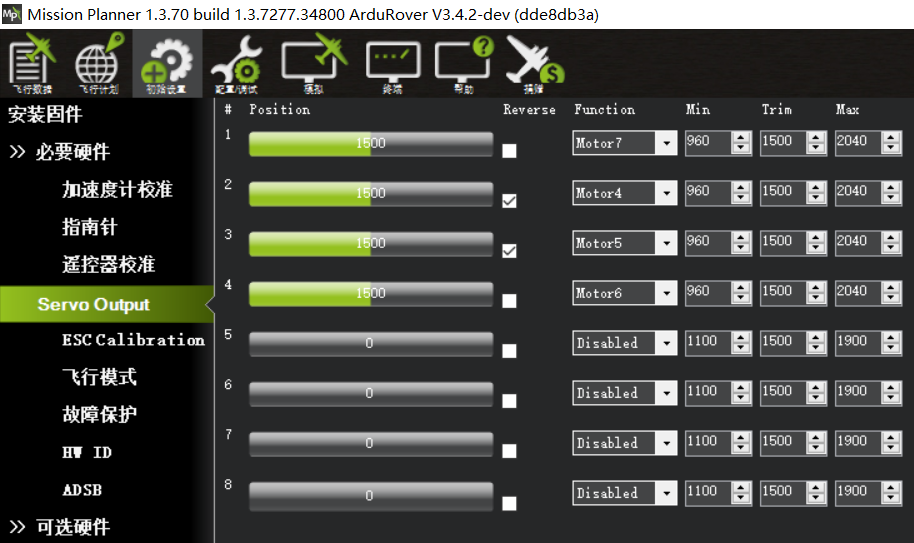 Mission Planner 1.3.70 build 1.3.7277.34800 ArduRover V3.4.2-dev (dde8db3a)
飞行数据 飞行计划 初始设置 配置/调试 模拟 终端 帮助 捐赠
安装固件
>> 必要硬件
加速度计校准
指南针
遥控器校准
Servo Output
ESC Calibration
飞行模式
故障保护
HW ID
ADSB
>> 可选硬件
# Position Reverse Function Min Trim Max
1 1500 Motor7 960 1500 2040
2 1500 Motor4 960 1500 2040
3 1500 Motor5 960 1500 2040
4 1500 Motor6 960 1500 2040
5 0 Disabled 1100 1500 1900
6 0 Disabled 1100 1500 1900
7 0 Disabled 1100 1500 1900
8 0 Disabled 1100 1500 1900